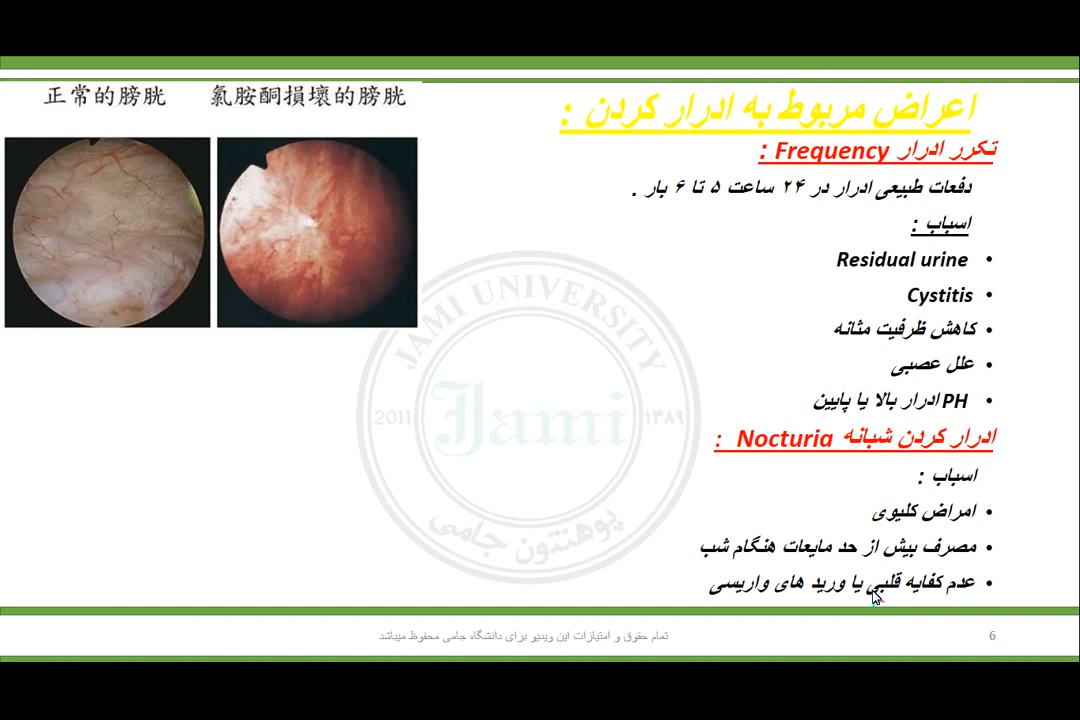 正常的膀胱 氯胺酮損壞的膀胱
اعراض مربوط به ادرار کردن :
تکرر ادرار Frequency :
دفعات طبیعی ادرار در ۲۴ ساعت ۵ تا ۶ بار .
اسباب :
• Residual urine
• Cystitis
• کاهش ظرفیت مثانه
• علل عصبی
• PH ادرار بالا یا پایین
ادرار کردن شبانه Nocturia :
اسباب :
• امراض کلیوی
• مصرف بیش از حد مایعات هنگام شب
• عدم کفایه قلبی یا ورید های واریسی
JAMI UNIVERSITY
2011 Jami ۱۳۸۹
پوهنتون جامی
تمام حقوق و امتیازات این ویدیو برای دانشگاه جامی محفوظ میباشد
6